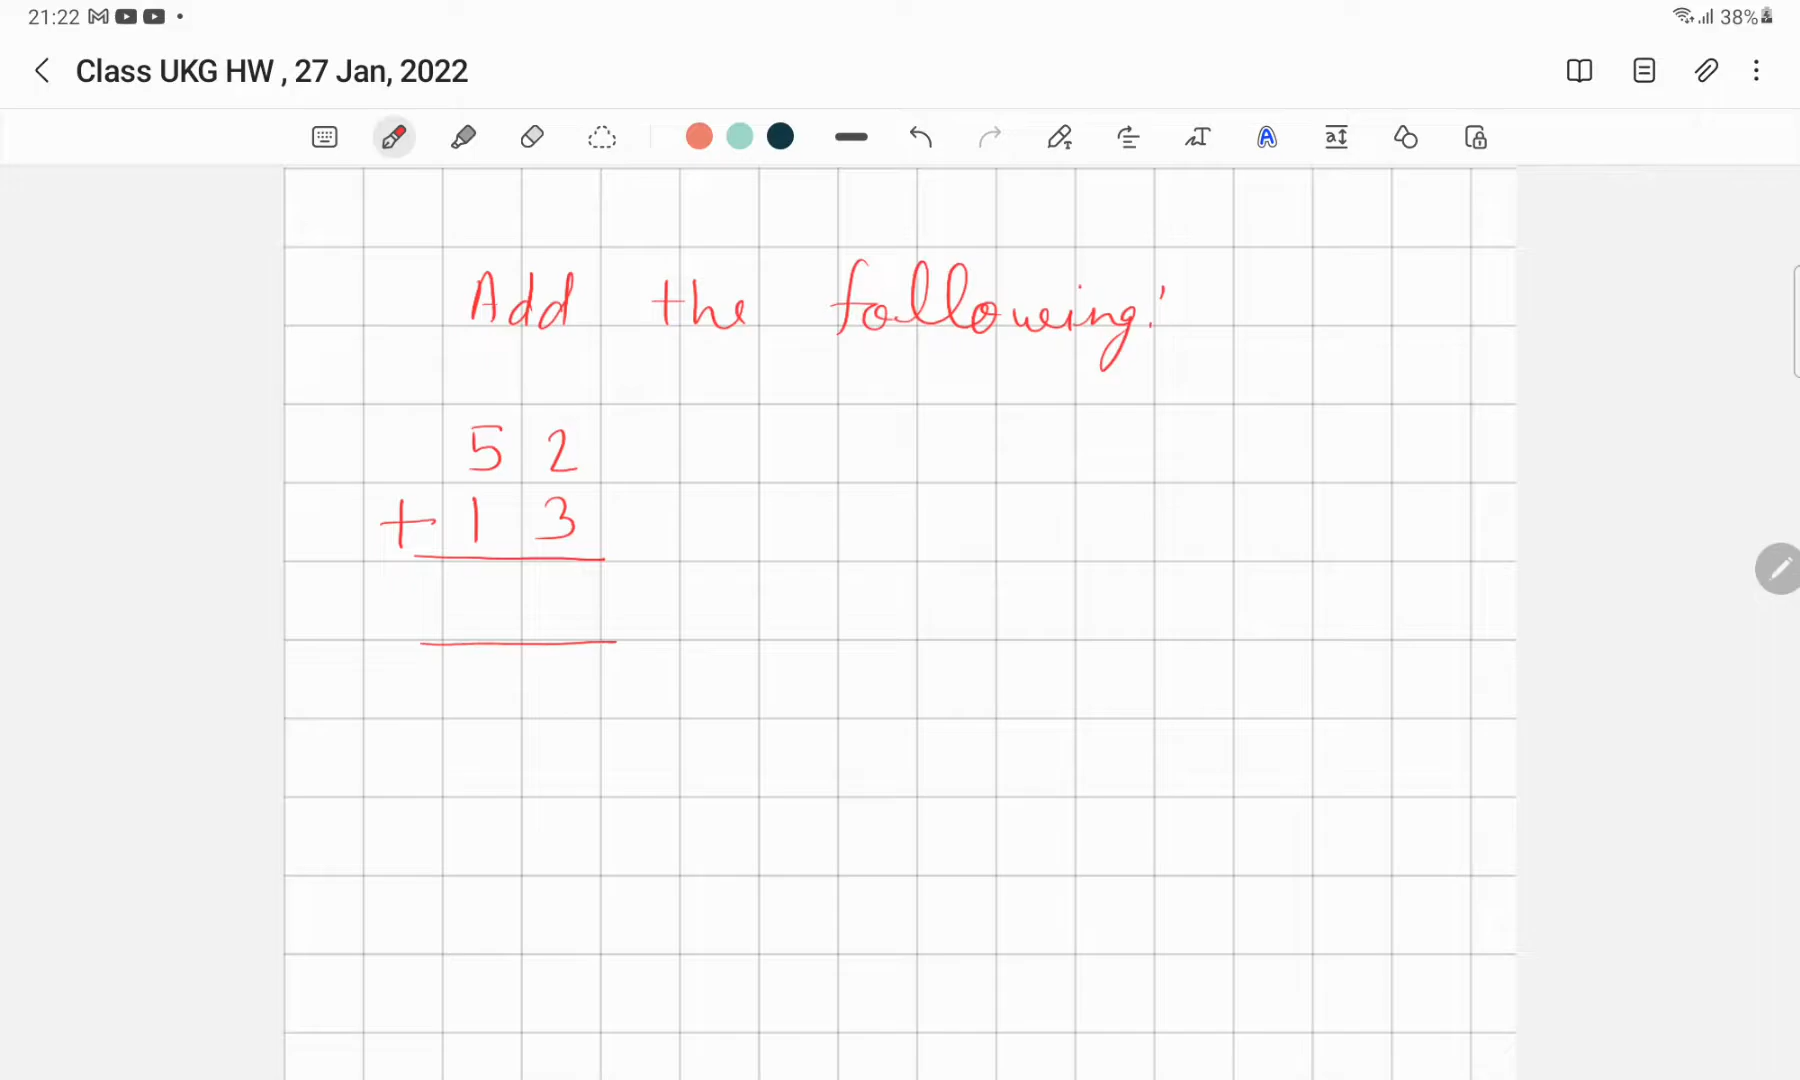 21:22 38%
Class UKG HW , 27 Jan, 2022
Add the following:
5 2
+ 1 3